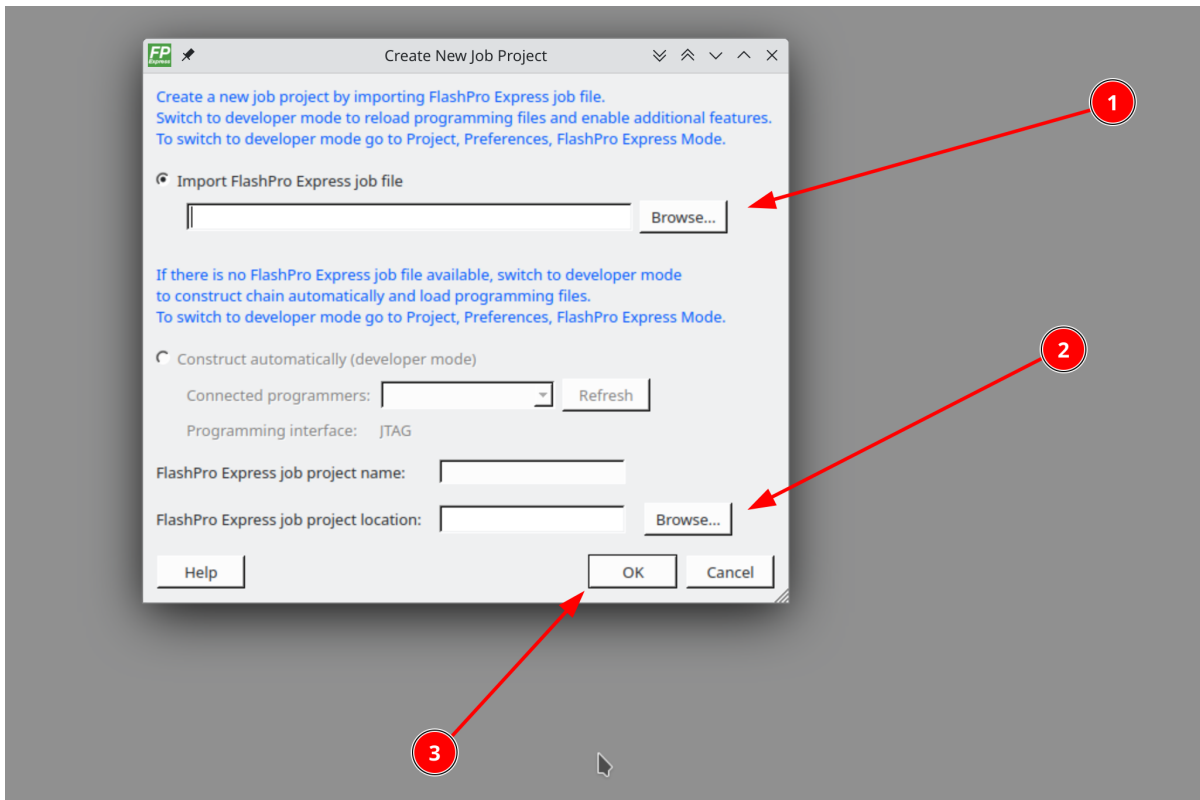 FP
Express
Create New Job Project
1
Create a new job project by importing FlashPro Express job file.
Switch to developer mode to reload programming files and enable additional features.
To switch to developer mode go to Project, Preferences, FlashPro Express Mode.
Import FlashPro Express job file
Browse...
If there is no FlashPro Express job file available, switch to developer mode
to construct chain automatically and load programming files.
To switch to developer mode go to Project, Preferences, FlashPro Express Mode.
2
Construct automatically (developer mode)
Connected programmers:
Refresh
Programming interface: JTAG
FlashPro Express job project name:
FlashPro Express job project location:
Browse...
Help
OK
Cancel
3